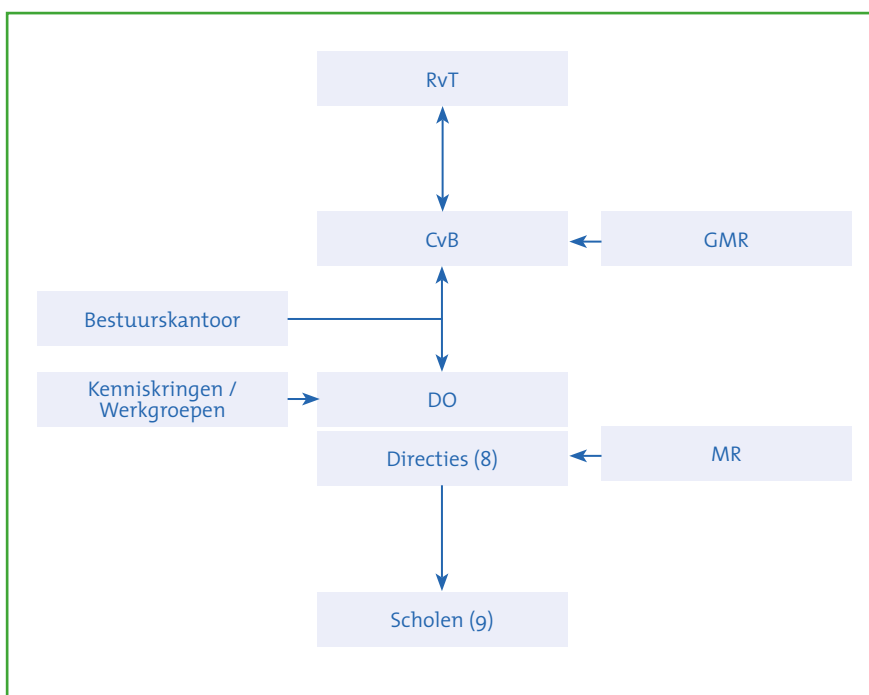 RvT
CvB
GMR
Bestuurskantoor
Kenniskringen /
Werkgroepen
DO
Directies (8)
MR
Scholen (9)